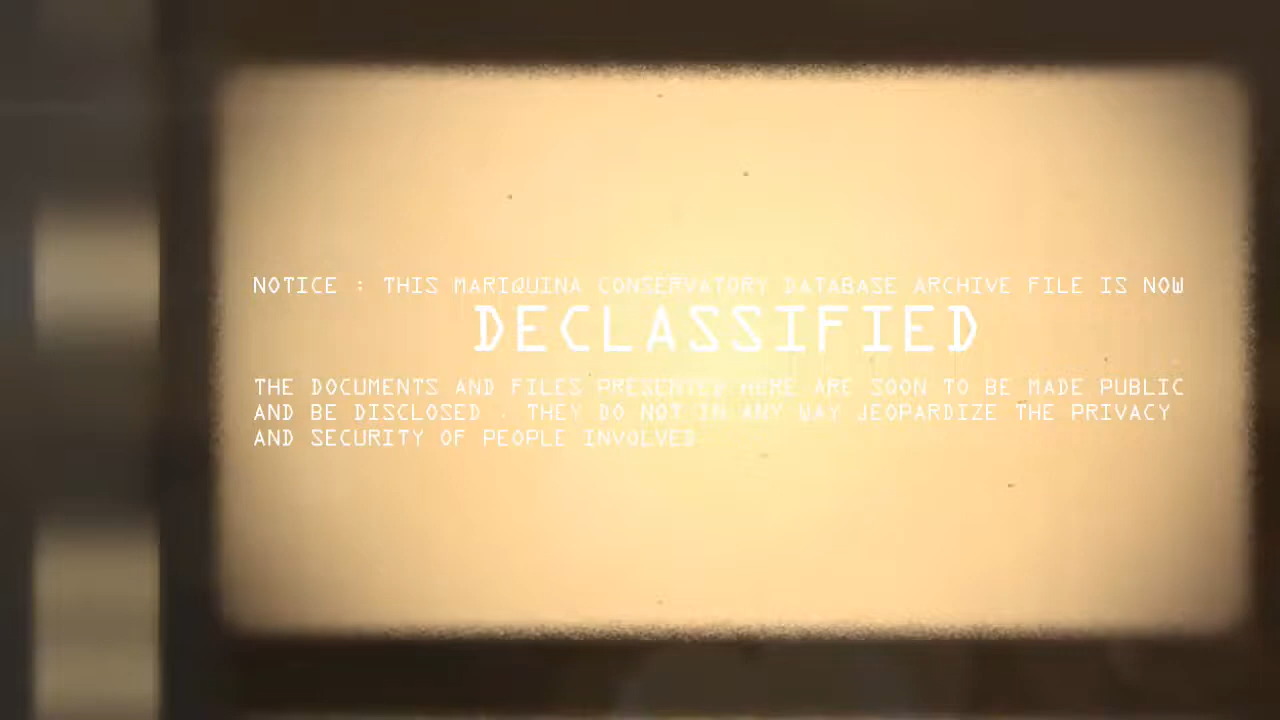 NOTICE : THIS MARIQUINA CONSERVATORY DATABASE ARCHIVE FILE IS NOW
DECLASSIFIED
THE DOCUMENTS AND FILES PRESENTED HERE ARE SOON TO BE MADE PUBLIC
AND BE DISCLOSED . THEY DO NOT IN ANY WAY JEOPARDIZE THE PRIVACY
AND SECURITY OF PEOPLE INVOLVES